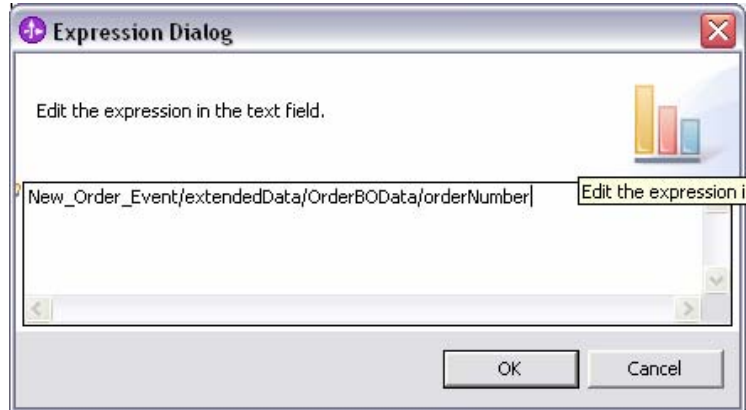 Expression Dialog
Edit the expression in the text field.
New_Order_Event/extendedData/OrderBOData/orderNumber
Edit the expression i
OK
Cancel